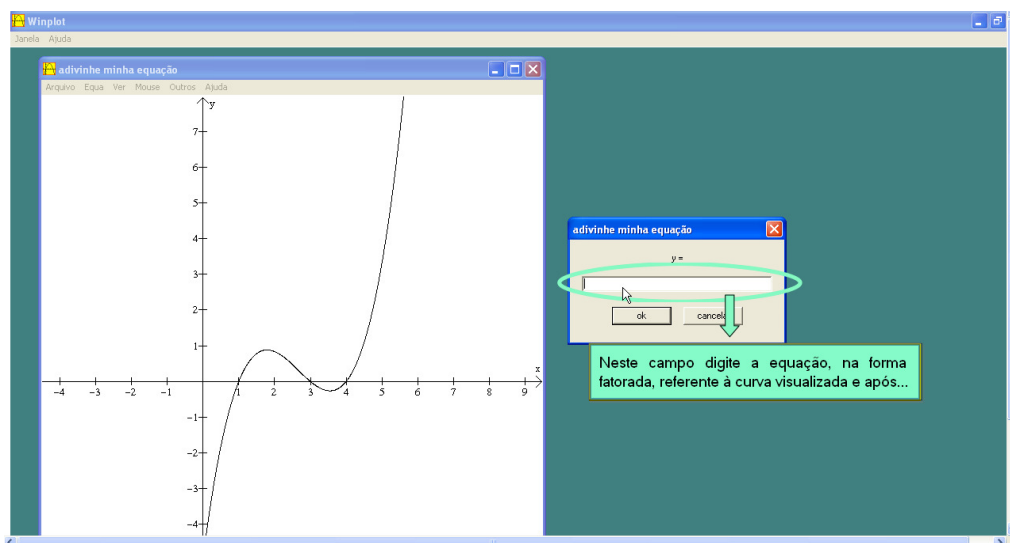 Winplot
Janela Ajuda
adivinhe minha equação
Arquivo Equa Ver Mouse Outros Ajuda
y
7
6
5
4
3
2
1
x
-4 -3 -2 -1 1 2 3 4 5 6 7 8 9
-1
-2
-3
-4
adivinhe minha equação
y =
ok cancela
Neste campo digite a equação, na forma
fatorada, referente à curva visualizada e após...